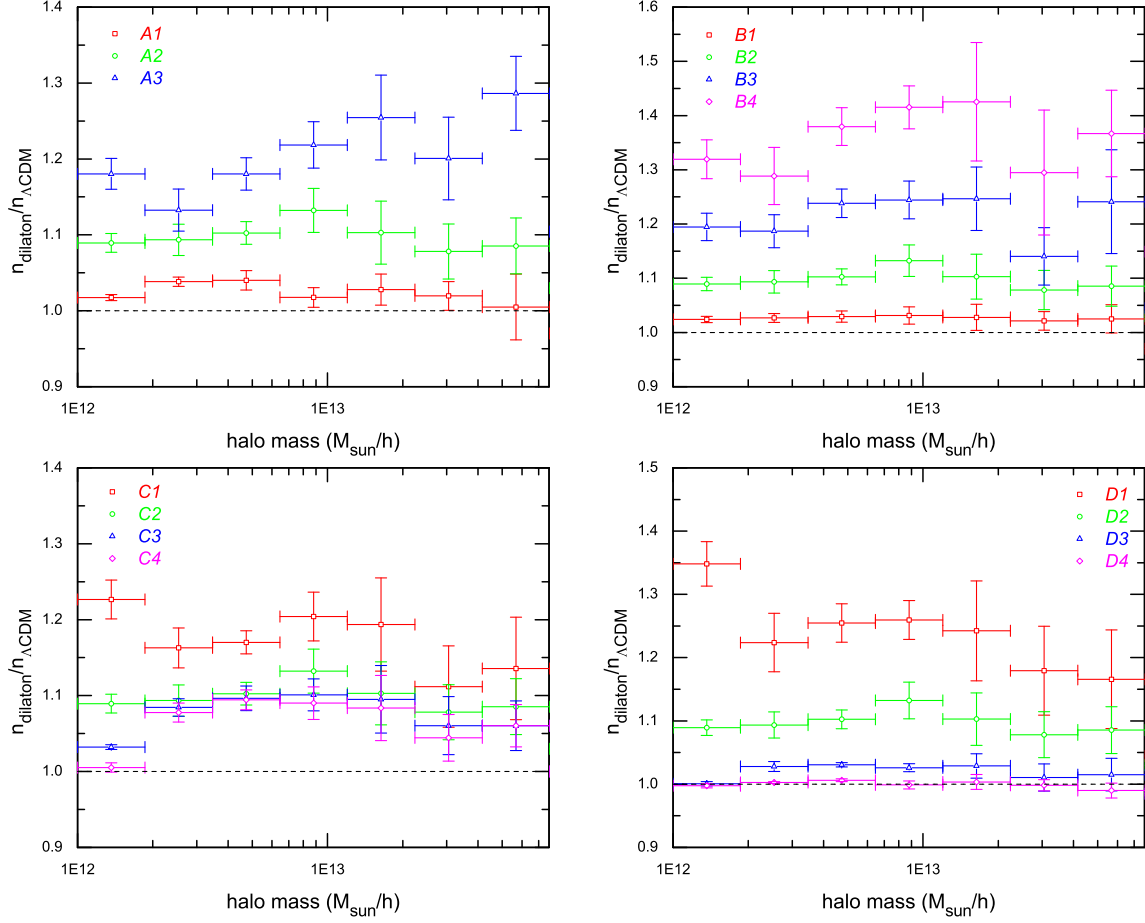 1.4
1.3
1.2
1.1
1.0
0.9
n_dilaton/n_ΛCDM
A1
A2
A3
1E12
1E13
halo mass (M_sun/h)
1.6
1.5
1.4
1.3
1.2
1.1
1.0
0.9
n_dilaton/n_ΛCDM
B1
B2
B3
B4
1E12
1E13
halo mass (M_sun/h)
1.4
1.3
1.2
1.1
1.0
0.9
n_dilaton/n_ΛCDM
C1
C2
C3
C4
1E12
1E13
halo mass (M_sun/h)
1.5
1.4
1.3
1.2
1.1
1.0
0.9
n_dilaton/n_ΛCDM
D1
D2
D3
D4
1E12
1E13
halo mass (M_sun/h)